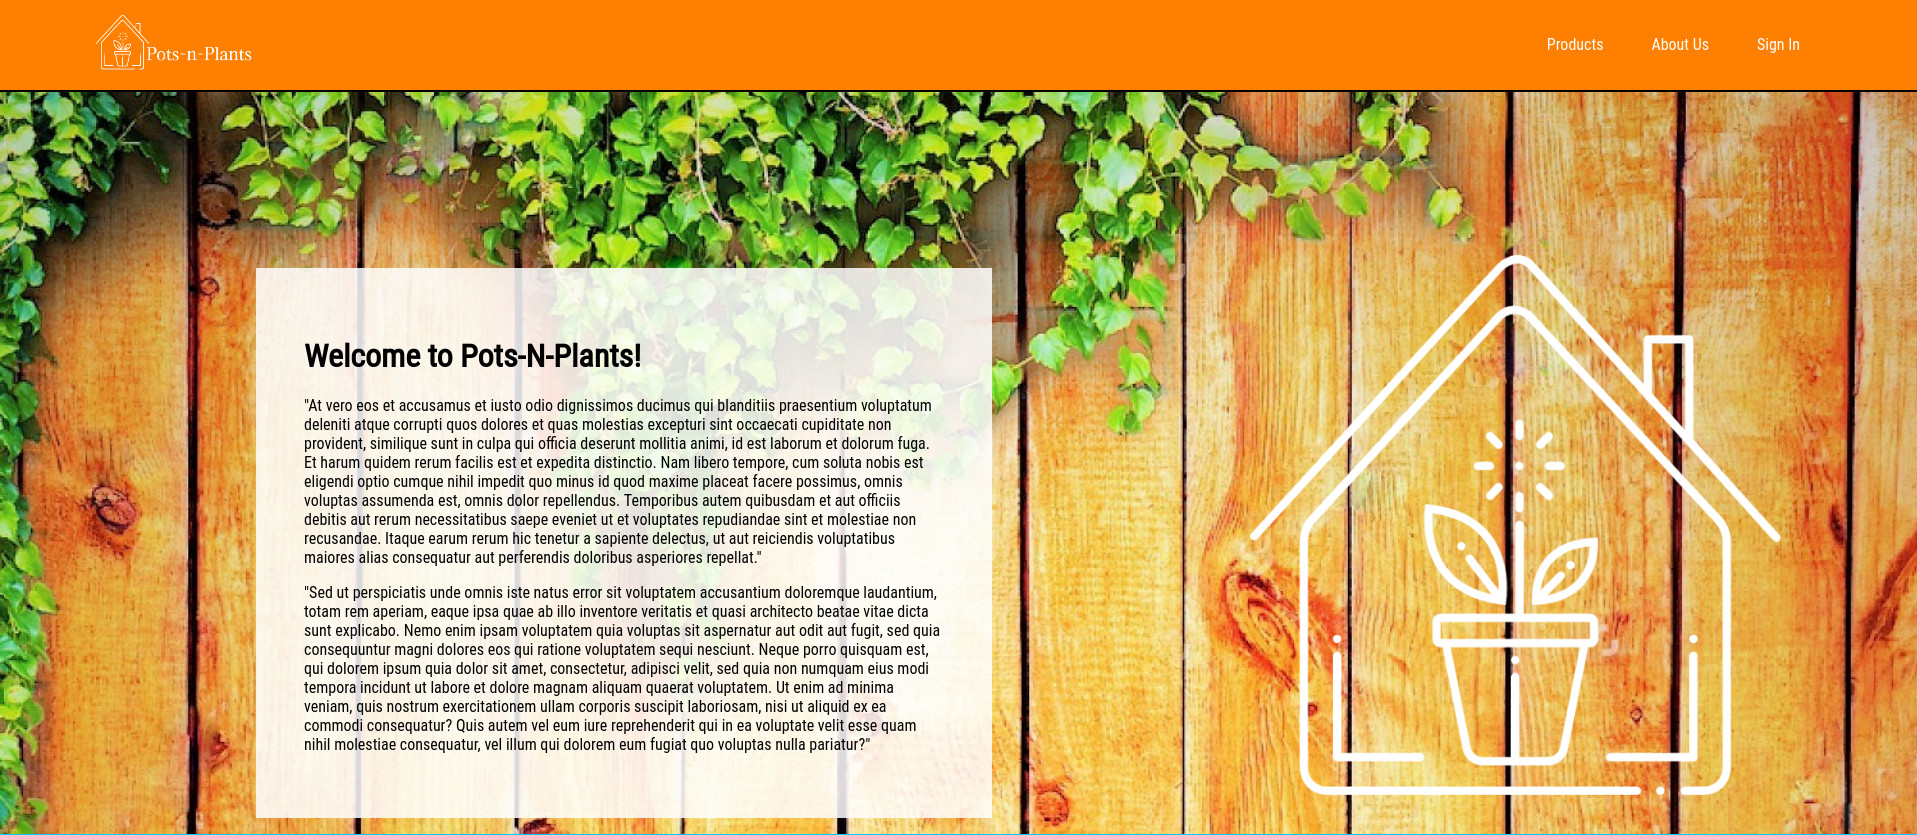 Pots-n-Plants
Products
About Us
Sign In
Welcome to Pots-N-Plants!
"At vero eos et accusamus et iusto odio dignissimos ducimus qui blanditiis praesentium voluptatum
deleniti atque corrupti quos dolores et quas molestias excepturi sint occaecati cupiditate non
provident, similique sunt in culpa qui officia deserunt mollitia animi, id est laborum et dolorum fuga.
Et harum quidem rerum facilis est et expedita distinctio. Nam libero tempore, cum soluta nobis est
eligendi optio cumque nihil impedit quo minus id quod maxime placeat facere possimus, omnis
voluptas assumenda est, omnis dolor repellendus. Temporibus autem quibusdam et aut officiis
debitis aut rerum necessitatibus saepe eveniet ut et voluptates repudiandae sint et molestiae non
recusandae. Itaque earum rerum hic tenetur a sapiente delectus, ut aut reiciendis voluptatibus
maiores alias consequatur aut perferendis doloribus asperiores repellat."
"Sed ut perspiciatis unde omnis iste natus error sit voluptatem accusantium doloremque laudantium,
totam rem aperiam, eaque ipsa quae ab illo inventore veritatis et quasi architecto beatae vitae dicta
sunt explicabo. Nemo enim ipsam voluptatem quia voluptas sit aspernatur aut odit aut fugit, sed quia
consequuntur magni dolores eos qui ratione voluptatem sequi nesciunt. Neque porro quisquam est,
qui dolorem ipsum quia dolor sit amet, consectetur, adipisci velit, sed quia non numquam eius modi
tempora incidunt ut labore et dolore magnam aliquam quaerat voluptatem. Ut enim ad minima
veniam, quis nostrum exercitationem ullam corporis suscipit laboriosam, nisi ut aliquid ex ea
commodi consequatur? Quis autem vel eum iure reprehenderit qui in ea voluptate velit esse quam
nihil molestiae consequatur, vel illum qui dolorem eum fugiat quo voluptas nulla pariatur?"